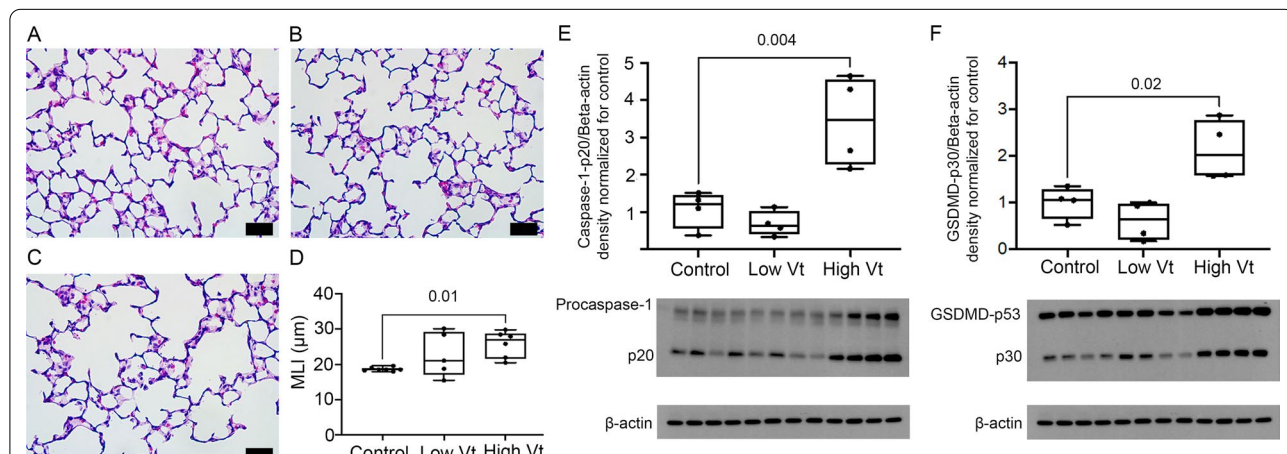 A
B
C
D
MLI (µm)
40
30
20
10
0
0.01
Control Low Vt High Vt
E
Caspase-1-p20/Beta-actin
density normalized for control
5
4
3
2
1
0.004
Control Low Vt High Vt
Procaspase-1
p20
β-actin
F
GSDMD-p30/Beta-actin
density normalized for control
4
3
2
1
0
0.02
Control Low Vt High Vt
GSDMD-p53
p30
β-actin